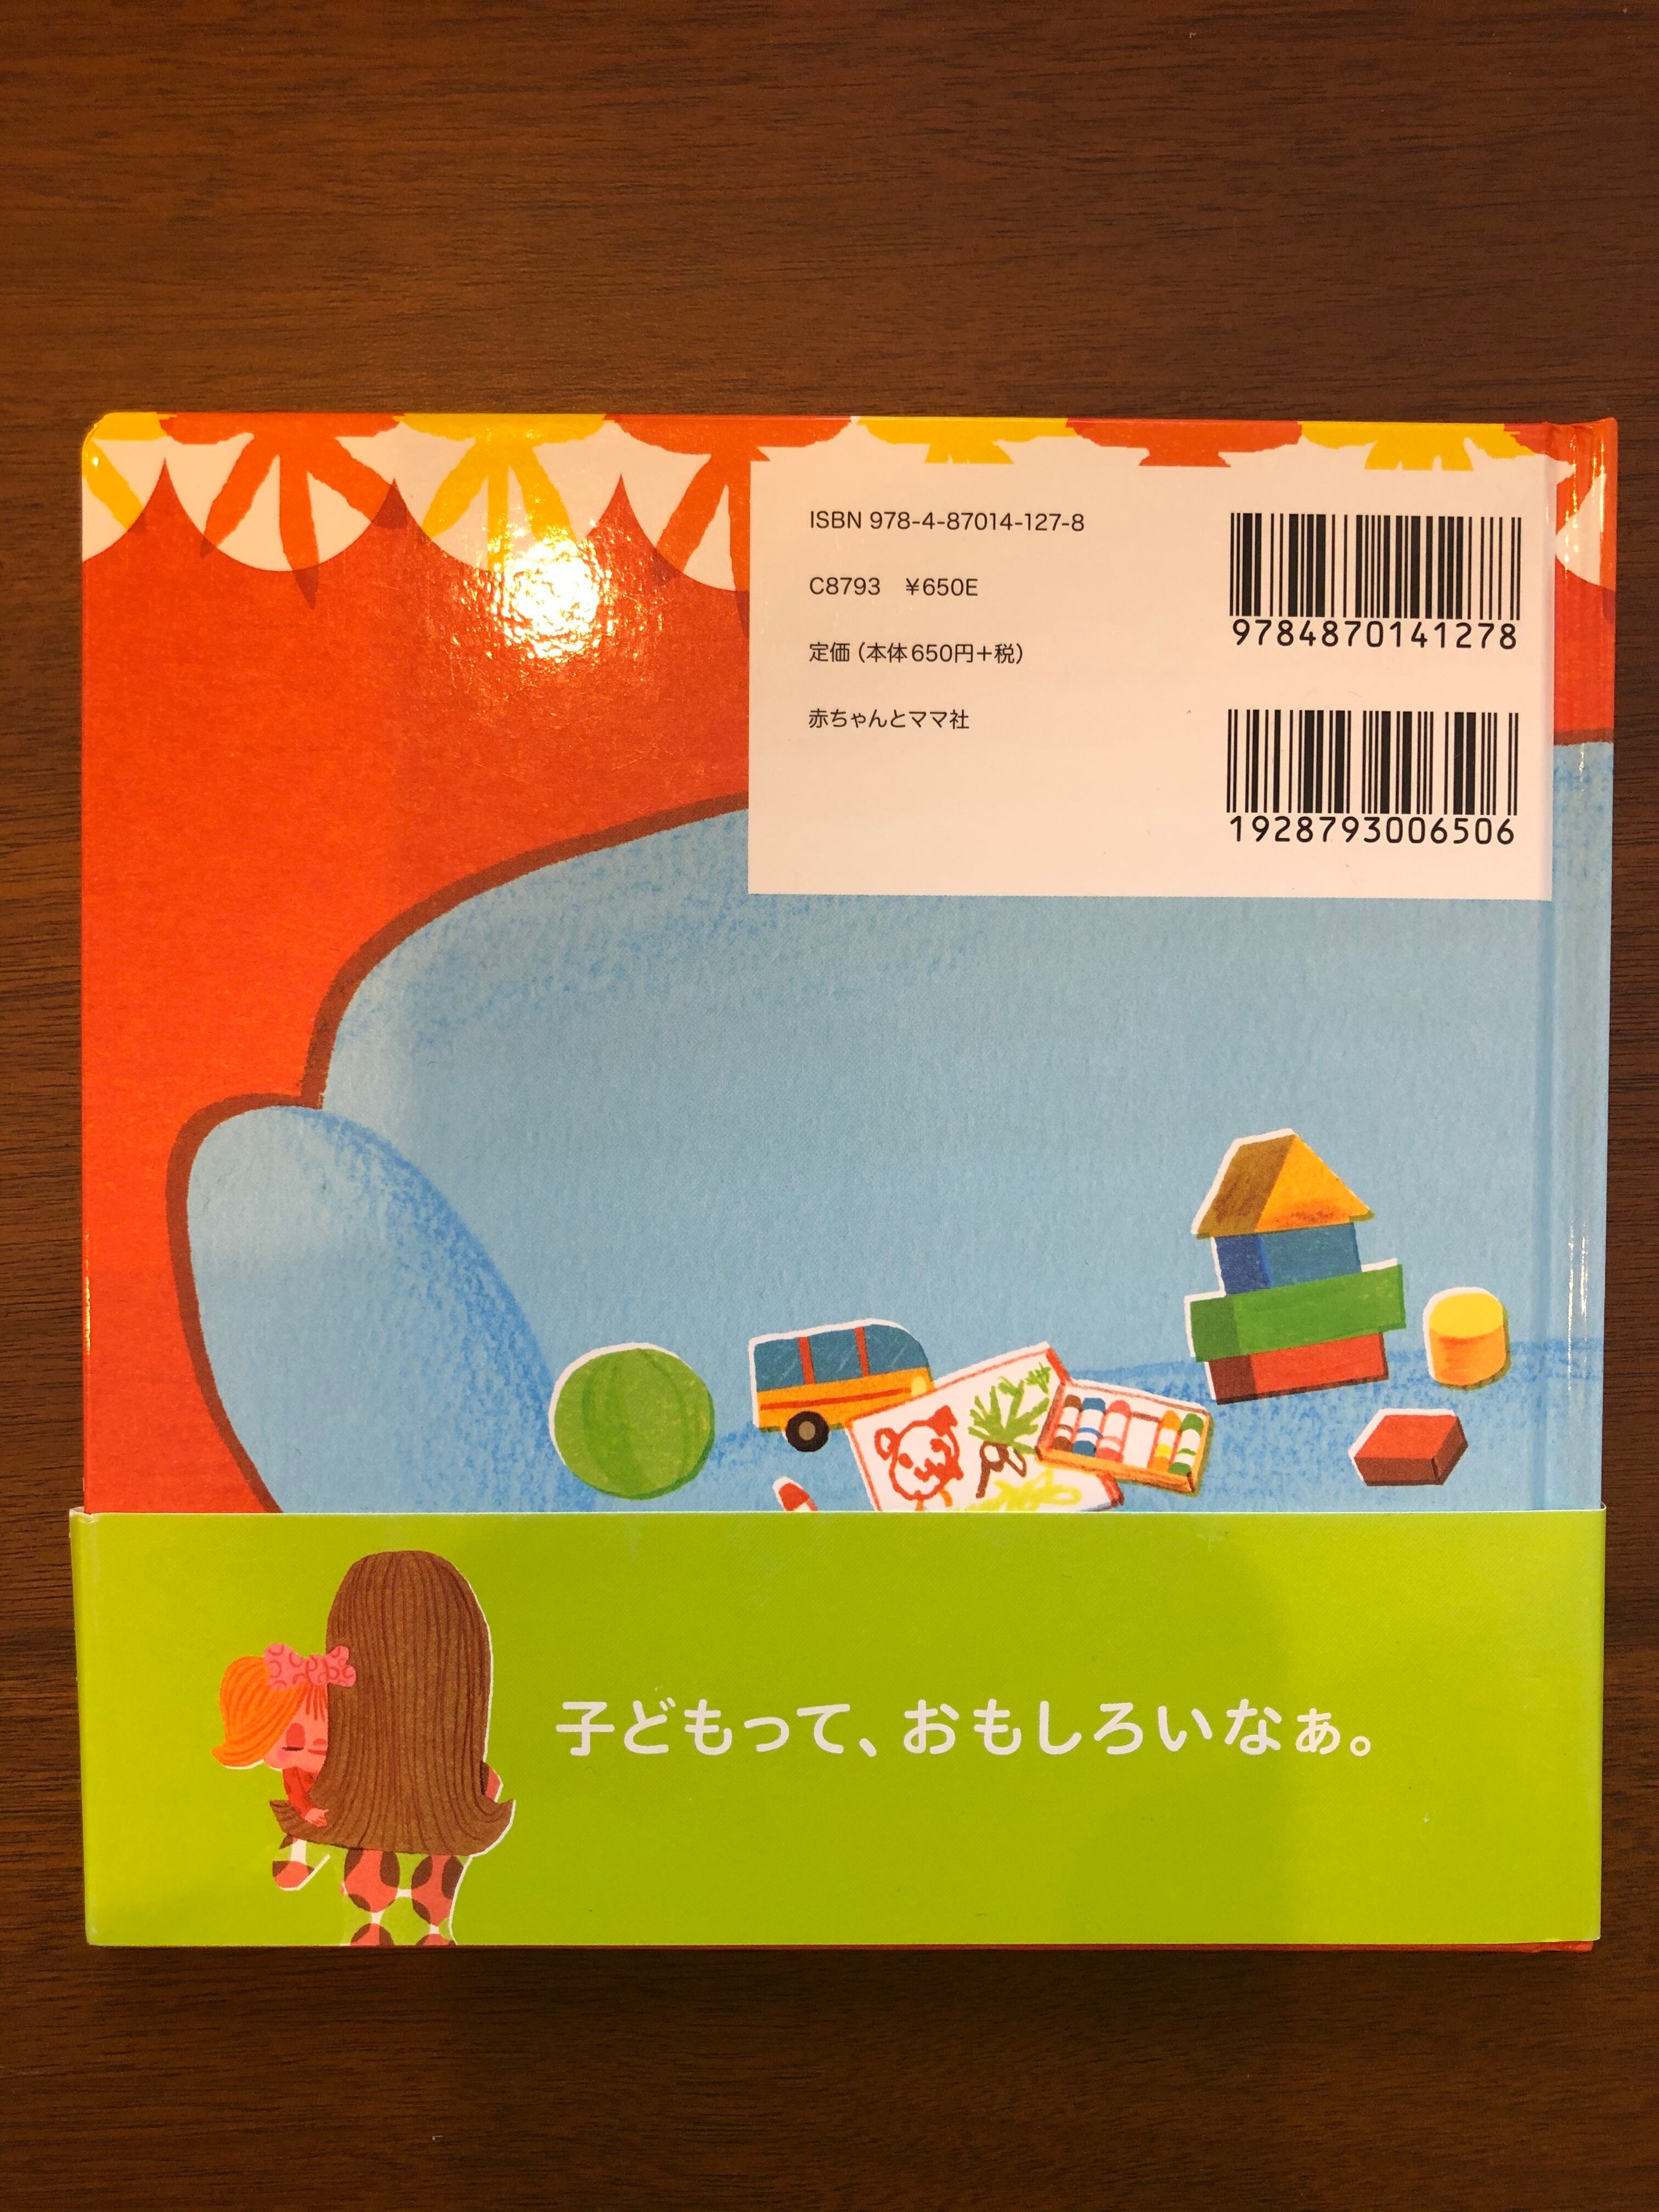 ISBN 978-4-87014-127-8
C8793　¥650E
定価（本体650円＋税）
赤ちゃんとママ社
9784870141278
1928793006506
子どもって、おもしろいなぁ。